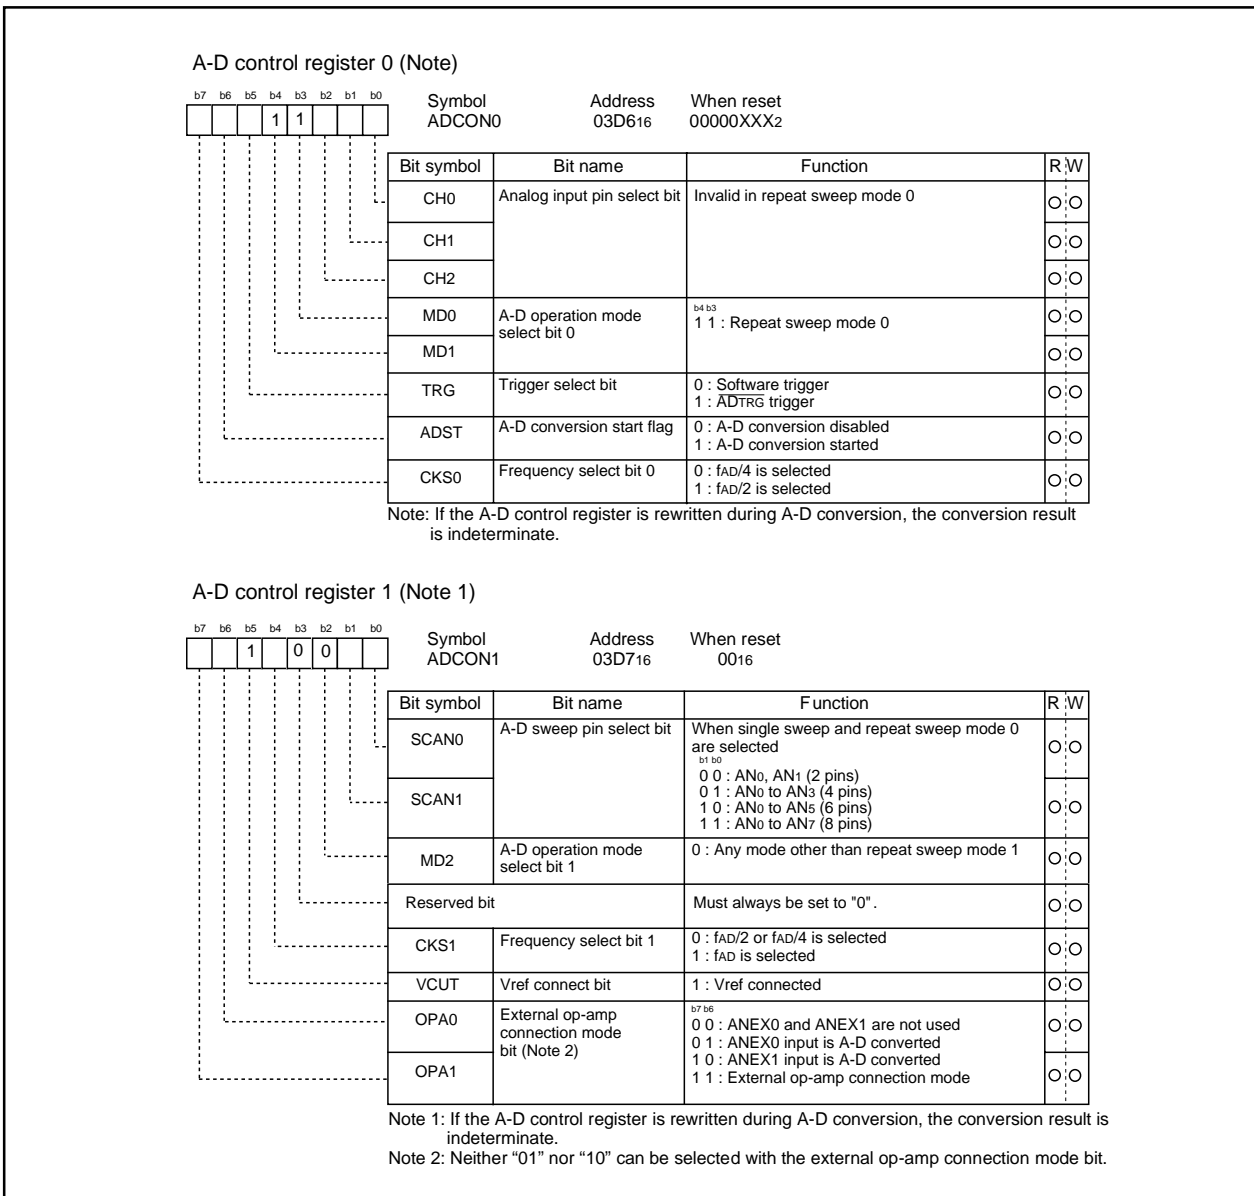 A-D control register 0 (Note)
b7 b6 b5 b4 b3 b2 b1 b0
1 1
Symbol Address When reset
ADCON0 03D616 00000XXX2
Bit symbol Bit name Function R W
CH0 Analog input pin select bit Invalid in repeat sweep mode 0
CH1
CH2
MD0 A-D operation mode select bit 0 b4 b3
1 1 : Repeat sweep mode 0
MD1
TRG Trigger select bit 0 : Software trigger
1 : ADTRG trigger
ADST A-D conversion start flag 0 : A-D conversion disabled
1 : A-D conversion started
CKS0 Frequency select bit 0 0 : fAD/4 is selected
1 : fAD/2 is selected
Note: If the A-D control register is rewritten during A-D conversion, the conversion result
is indeterminate.
A-D control register 1 (Note 1)
b7 b6 b5 b4 b3 b2 b1 b0
1 0 0
Symbol Address When reset
ADCON1 03D716 0016
Bit symbol Bit name Function R W
SCAN0 A-D sweep pin select bit When single sweep and repeat sweep mode 0
are selected
b1 b0
0 0 : AN0, AN1 (2 pins)
SCAN1 0 1 : AN0 to AN3 (4 pins)
1 0 : AN0 to AN5 (6 pins)
1 1 : AN0 to AN7 (8 pins)
MD2 A-D operation mode select bit 1 0 : Any mode other than repeat sweep mode 1
Reserved bit Must always be set to "0".
CKS1 Frequency select bit 1 0 : fAD/2 or fAD/4 is selected
1 : fAD is selected
VCUT Vref connect bit 1 : Vref connected
OPA0 External op-amp connection mode bit (Note 2) b7 b6
0 0 : ANEX0 and ANEX1 are not used
0 1 : ANEX0 input is A-D converted
1 0 : ANEX1 input is A-D converted
OPA1 1 1 : External op-amp connection mode
Note 1: If the A-D control register is rewritten during A-D conversion, the conversion result is
indeterminate.
Note 2: Neither “01” nor “10” can be selected with the external op-amp connection mode bit.